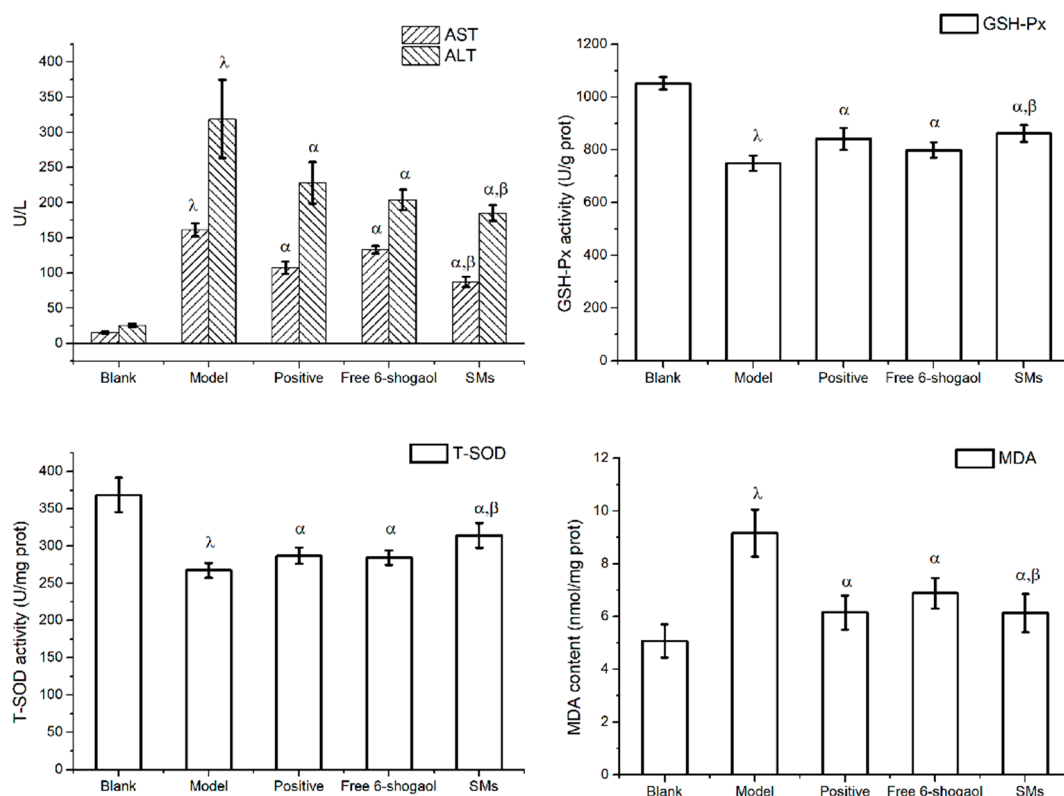 AST
ALT
U/L
400
350
300
250
200
150
100
50
0
λ
λ
α
α
α
α
α,β
α,β
Blank Model Positive Free 6-shogaol SMs
GSH-Px
GSH-Px activity (U/g prot)
1200
1000
800
600
400
200
0
λ
α
α
α,β
Blank Model Positive Free 6-shogaol SMs
T-SOD
T-SOD activity (U/mg prot)
400
350
300
250
200
150
100
75
50
25
0
λ
α
α
α,β
Blank Model Positive Free 6-shogaol SMs
MDA
MDA content (nmol/mg prot)
12
10
8
6
4
2
0
λ
α
α
α,β
Blank Model Positive Free 6-shogaol SMs